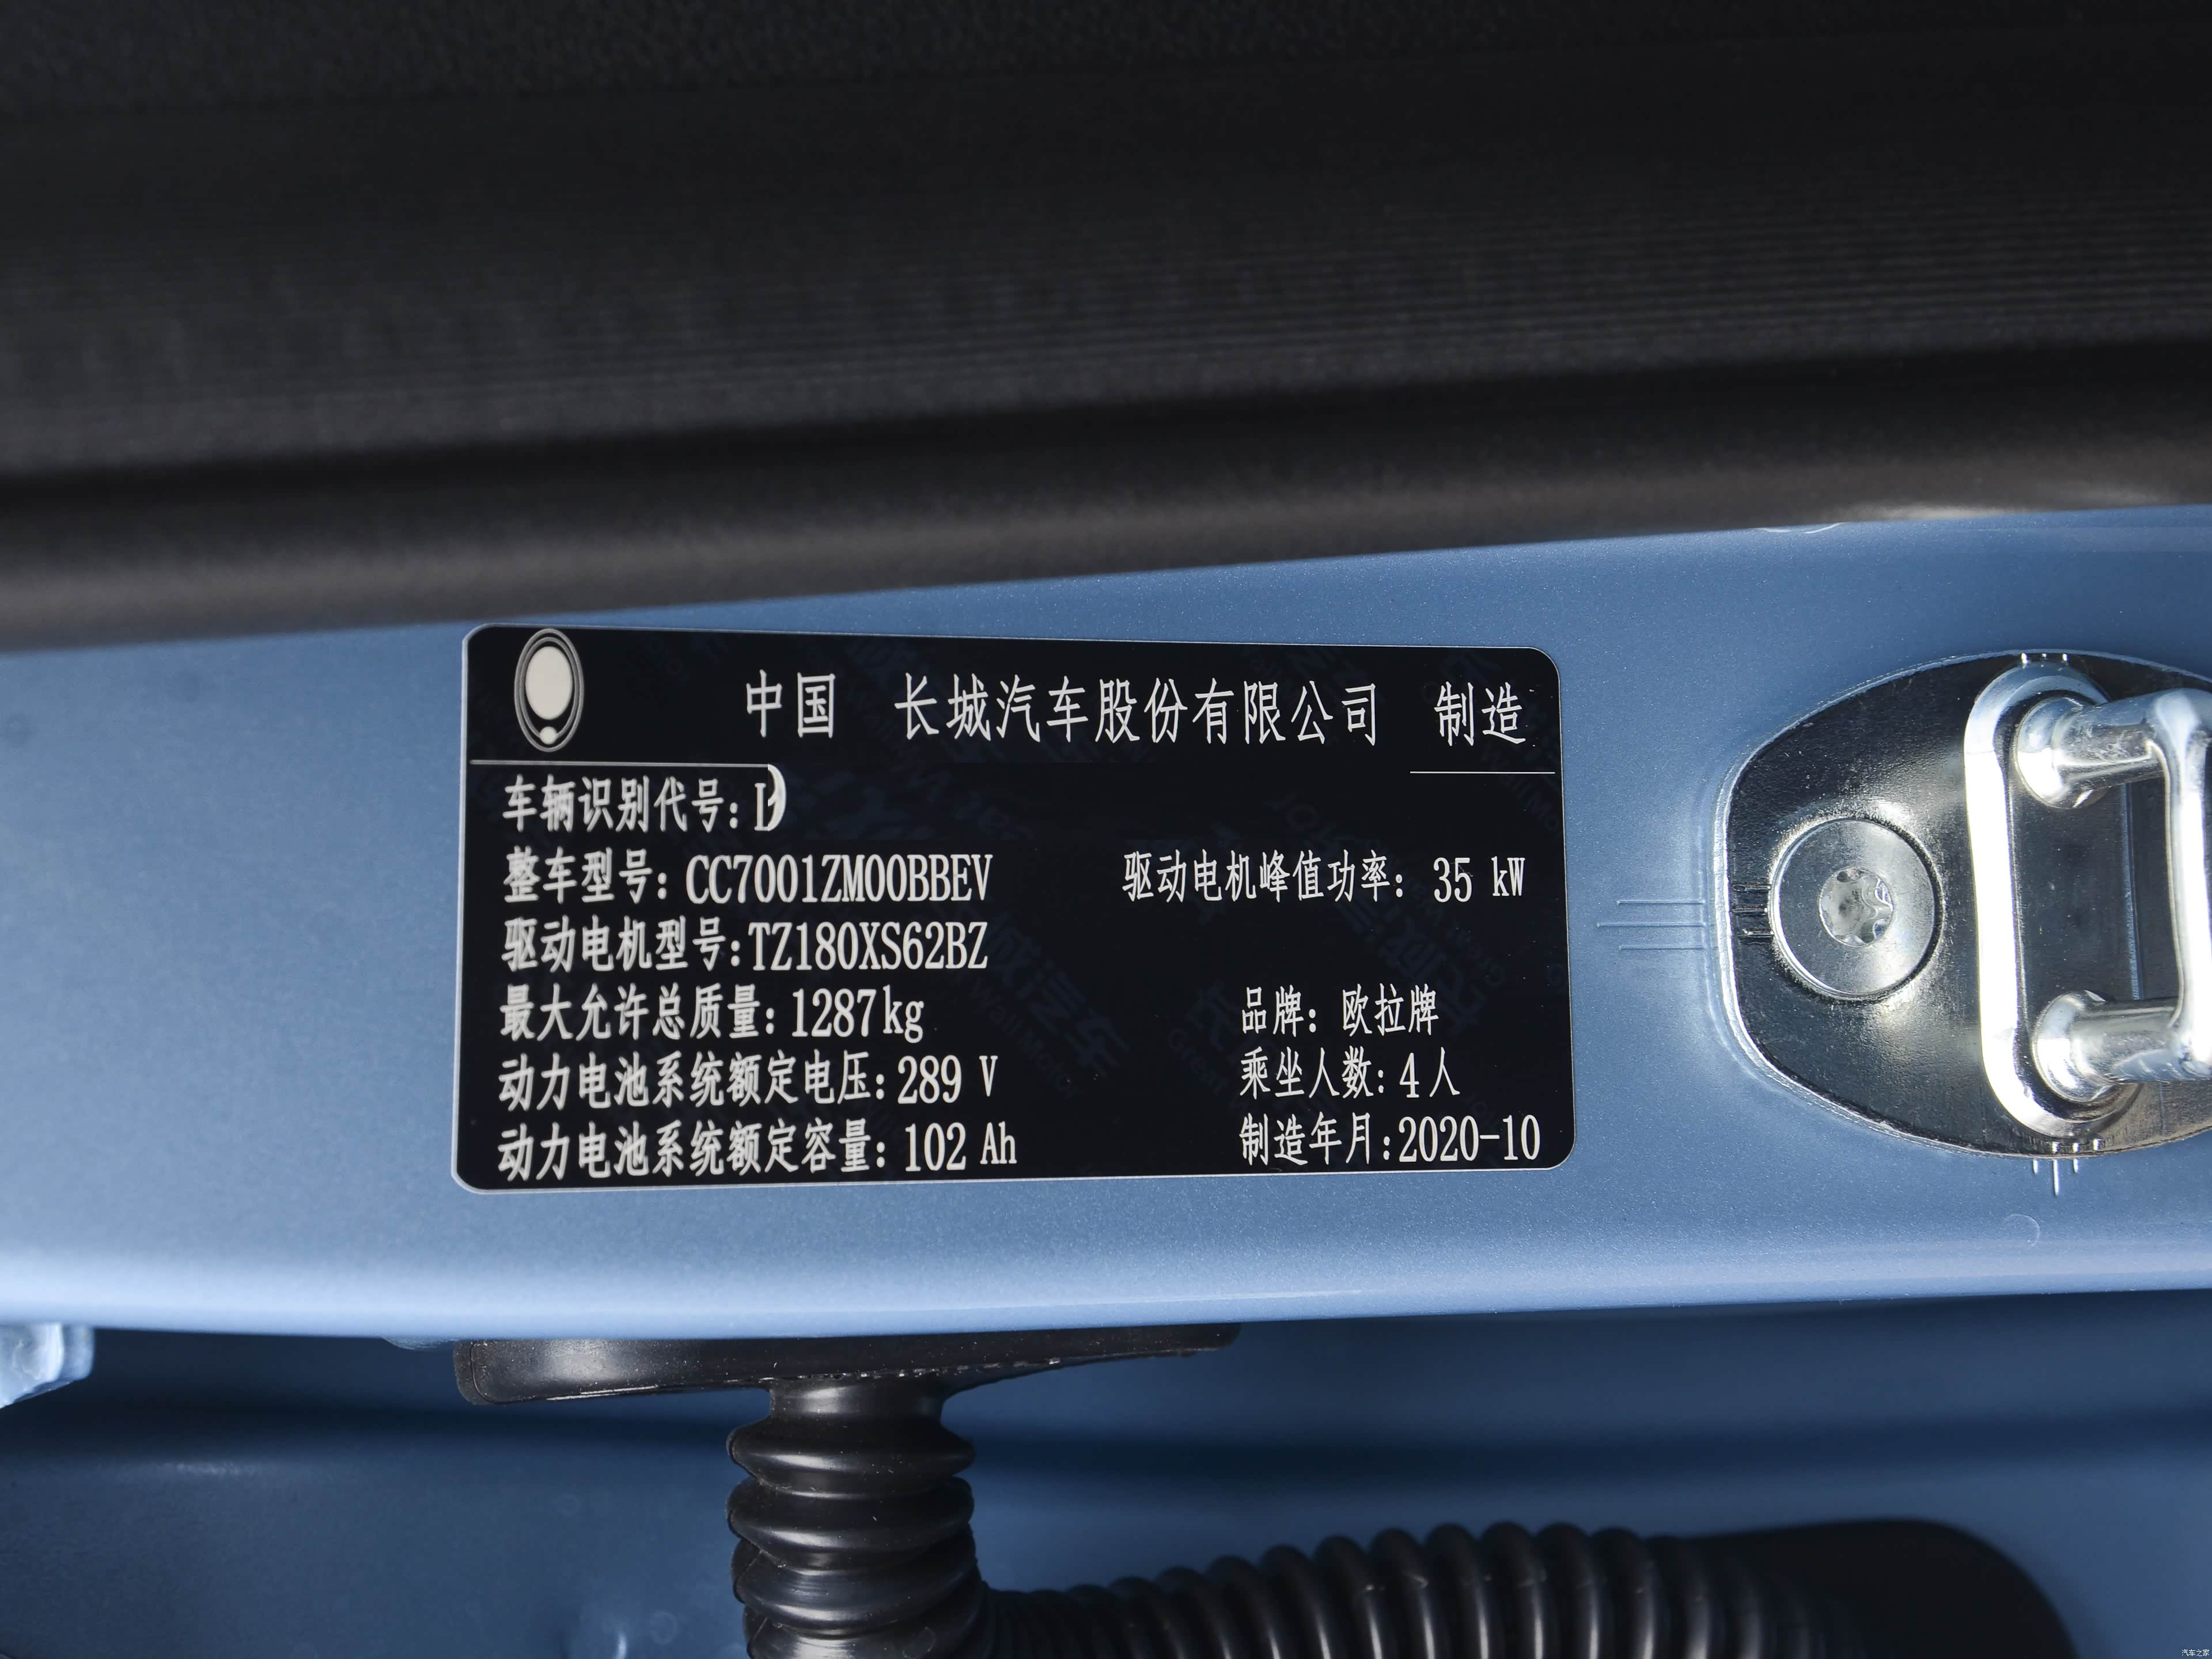 中国 长城汽车股份有限公司 制造
车辆识别代号: L
整车型号: CC7001ZM00BBEV 驱动电机峰值功率: 35 kW
驱动电机型号:TZ180XS62BZ
最大允许总质量: 1287kg 品牌: 欧拉牌
动力电池系统额定电压: 289 V 乘坐人数: 4人
动力电池系统额定容量: 102 Ah 制造年月:2020-10
汽车之家